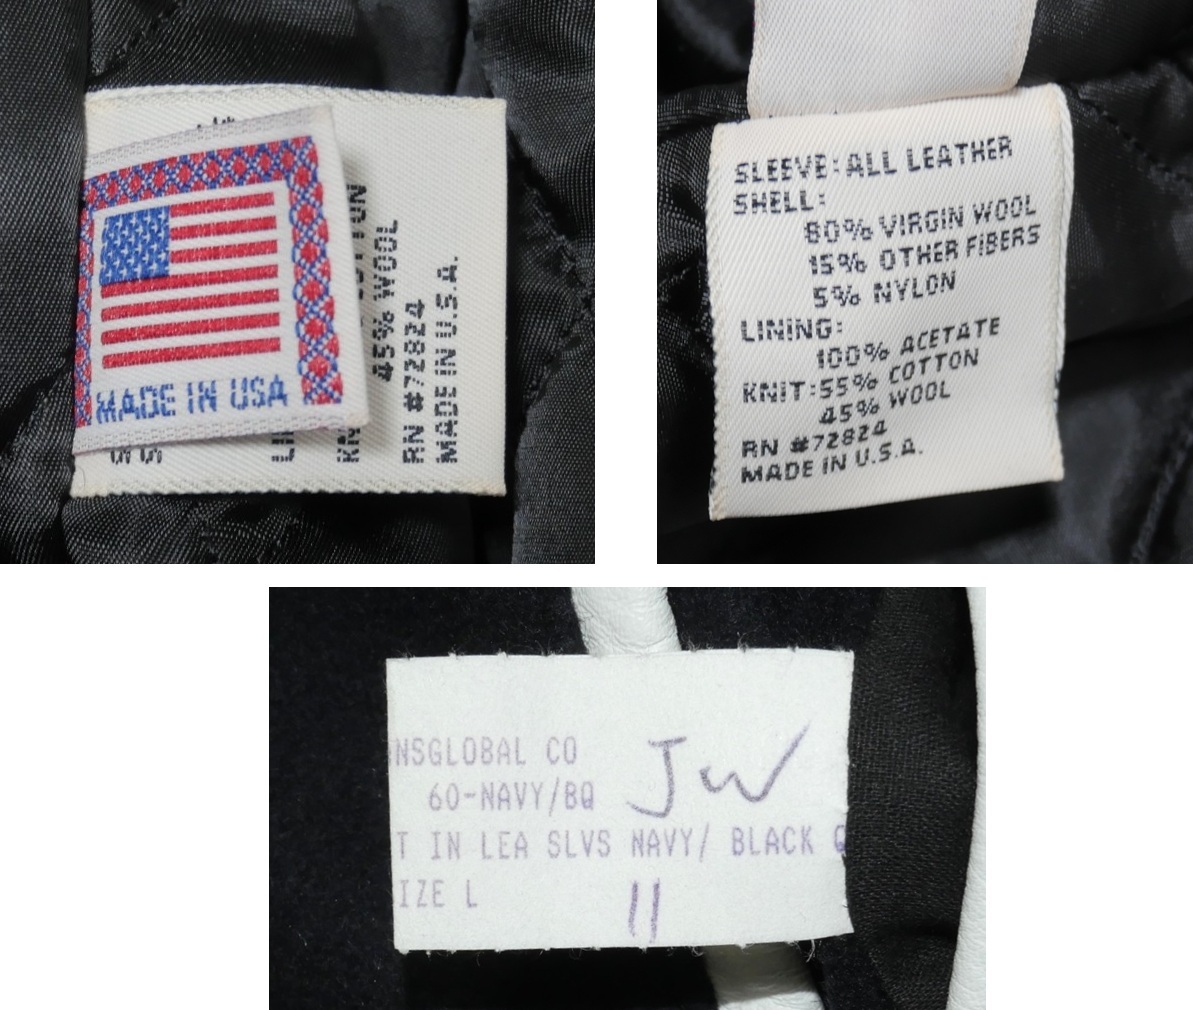 MADE IN USA
45% WOOL
RN #72824
MADE IN U.S.A.
SLEEVE: ALL LEATHER
SHELL:
80% VIRGIN WOOL
15% OTHER FIBERS
5% NYLON
LINING:
100% ACETATE
KNIT: 55% COTTON
45% WOOL
RN #72824
MADE IN U.S.A.
NSGLOBAL CO
60-NAVY/BQ
JW
T IN LEA SLVS NAVY/ BLACK Q
IZE L
11